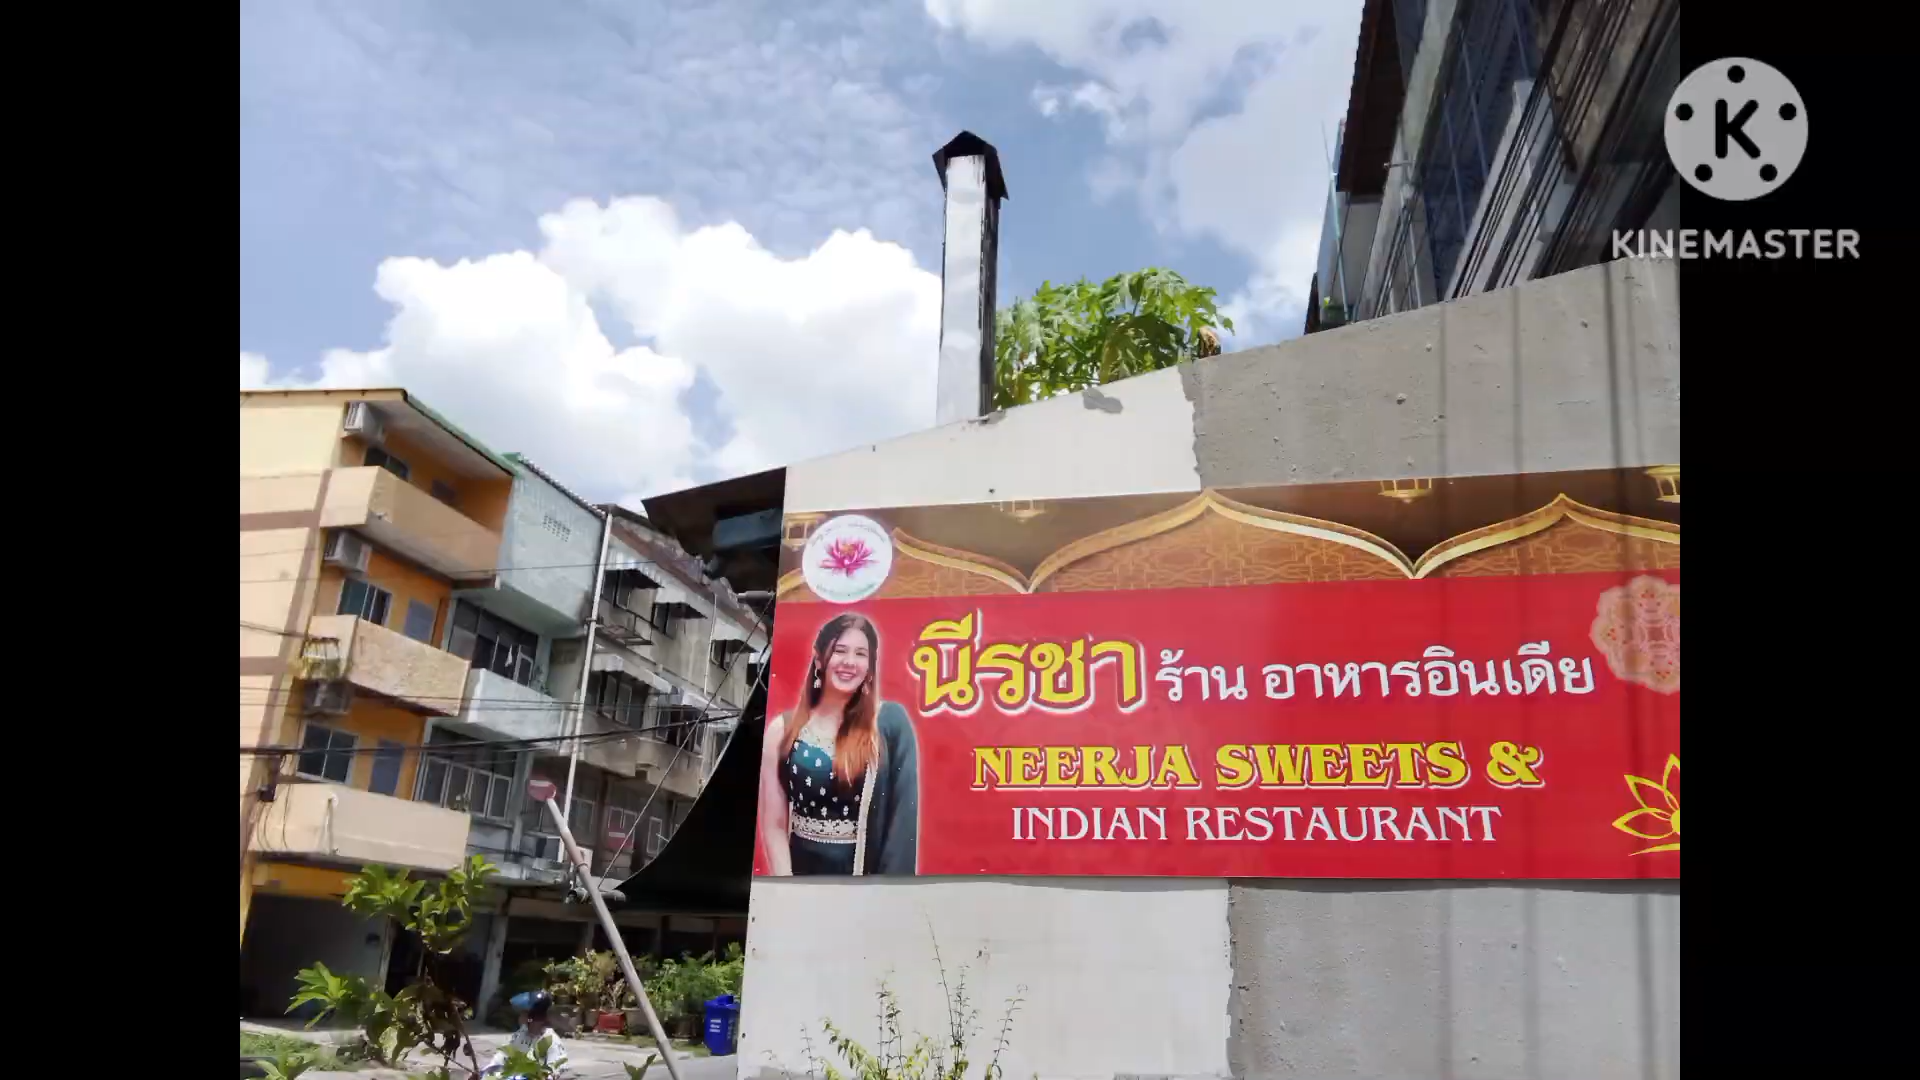 K
KINEMASTER
นีรชา ร้าน อาหารอินเดีย
NEERJA SWEETS &
INDIAN RESTAURANT